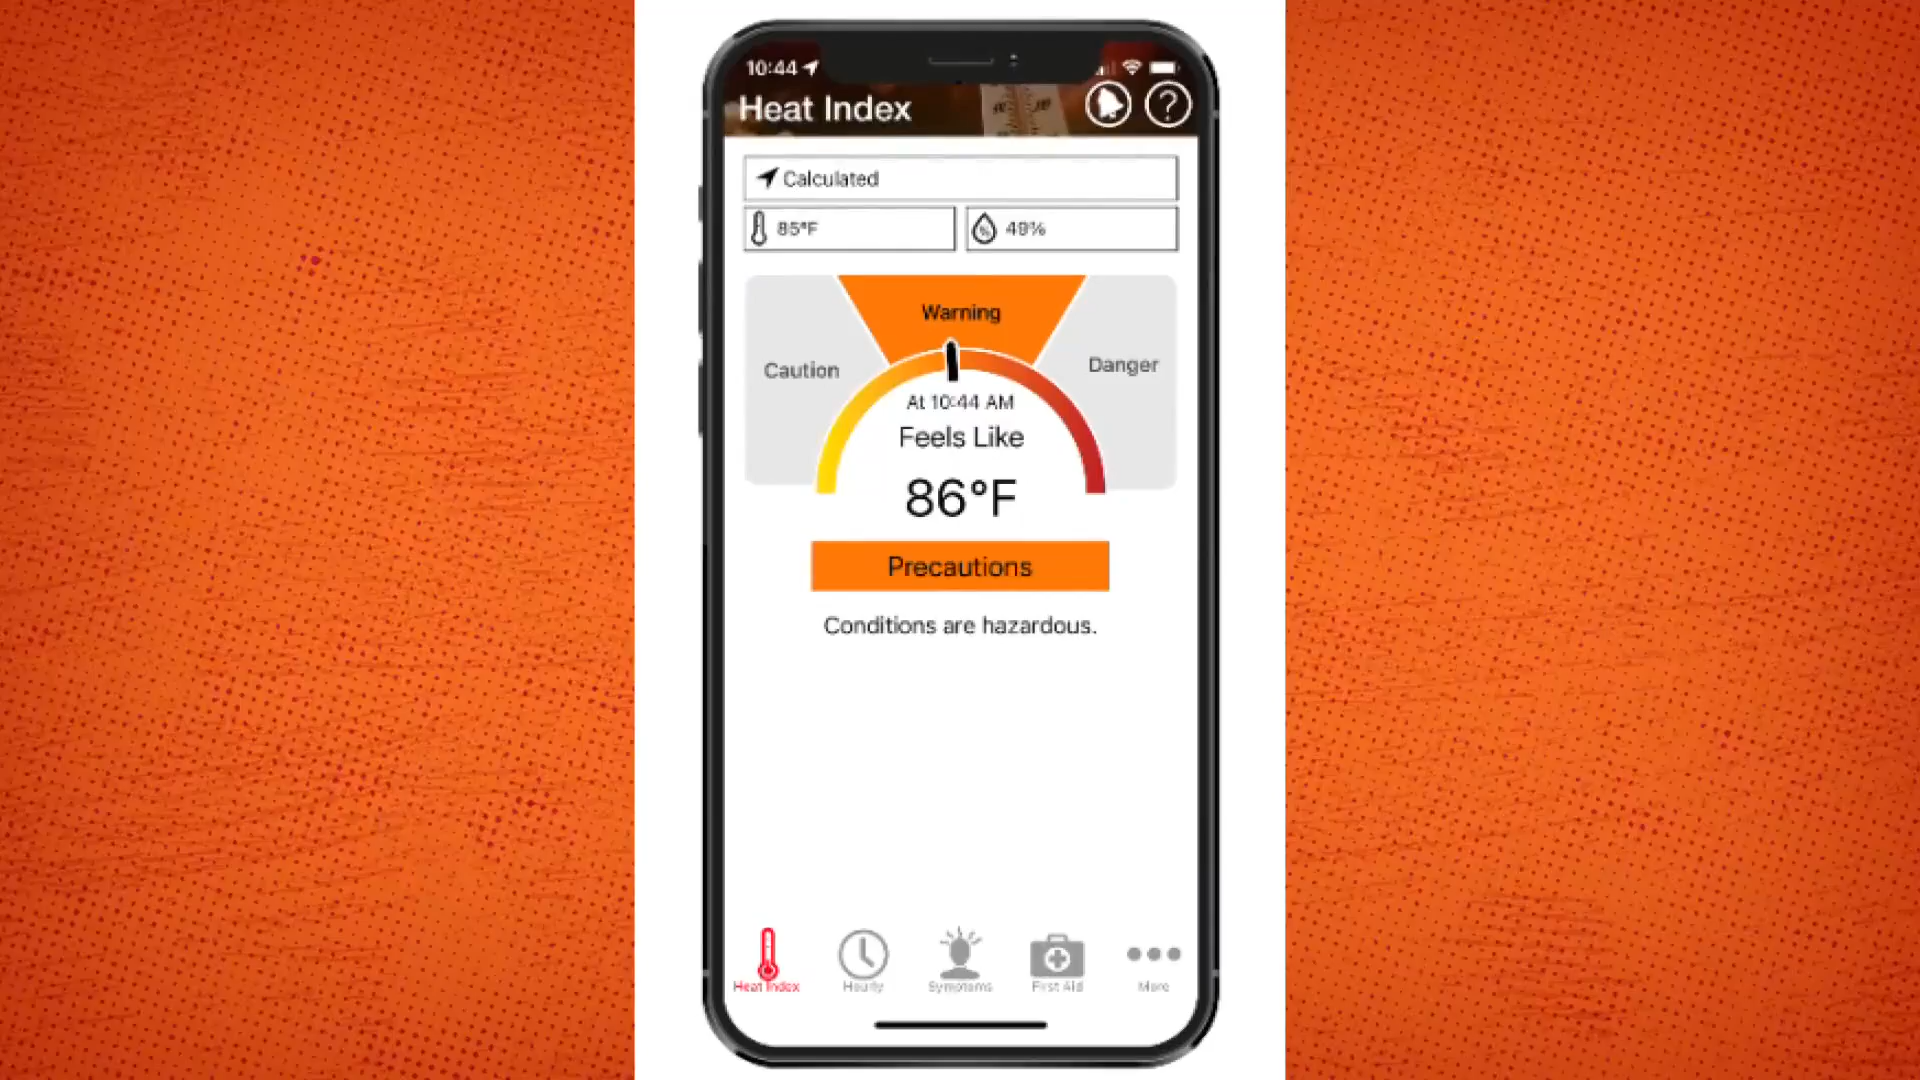 10:44
Heat Index
Calculated
85°F
49%
Warning
Caution
Danger
At 10:44 AM
Feels Like
86°F
Precautions
Conditions are hazardous.
Heat Index
Hourly
Symptoms
First Aid
More